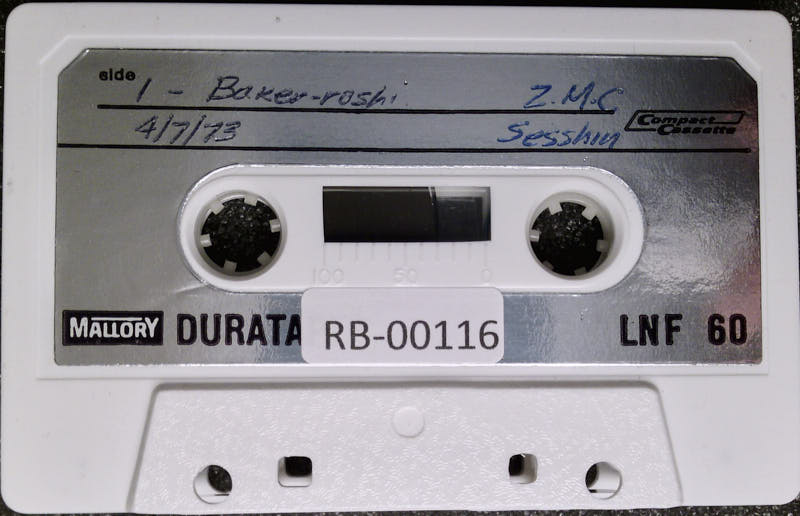 side 1 - Baker-roshi Z.M.C
4/7/73 Sesshin
Compact Cassette
100 50 0
MALLORY DURATA LNF 60
RB-00116